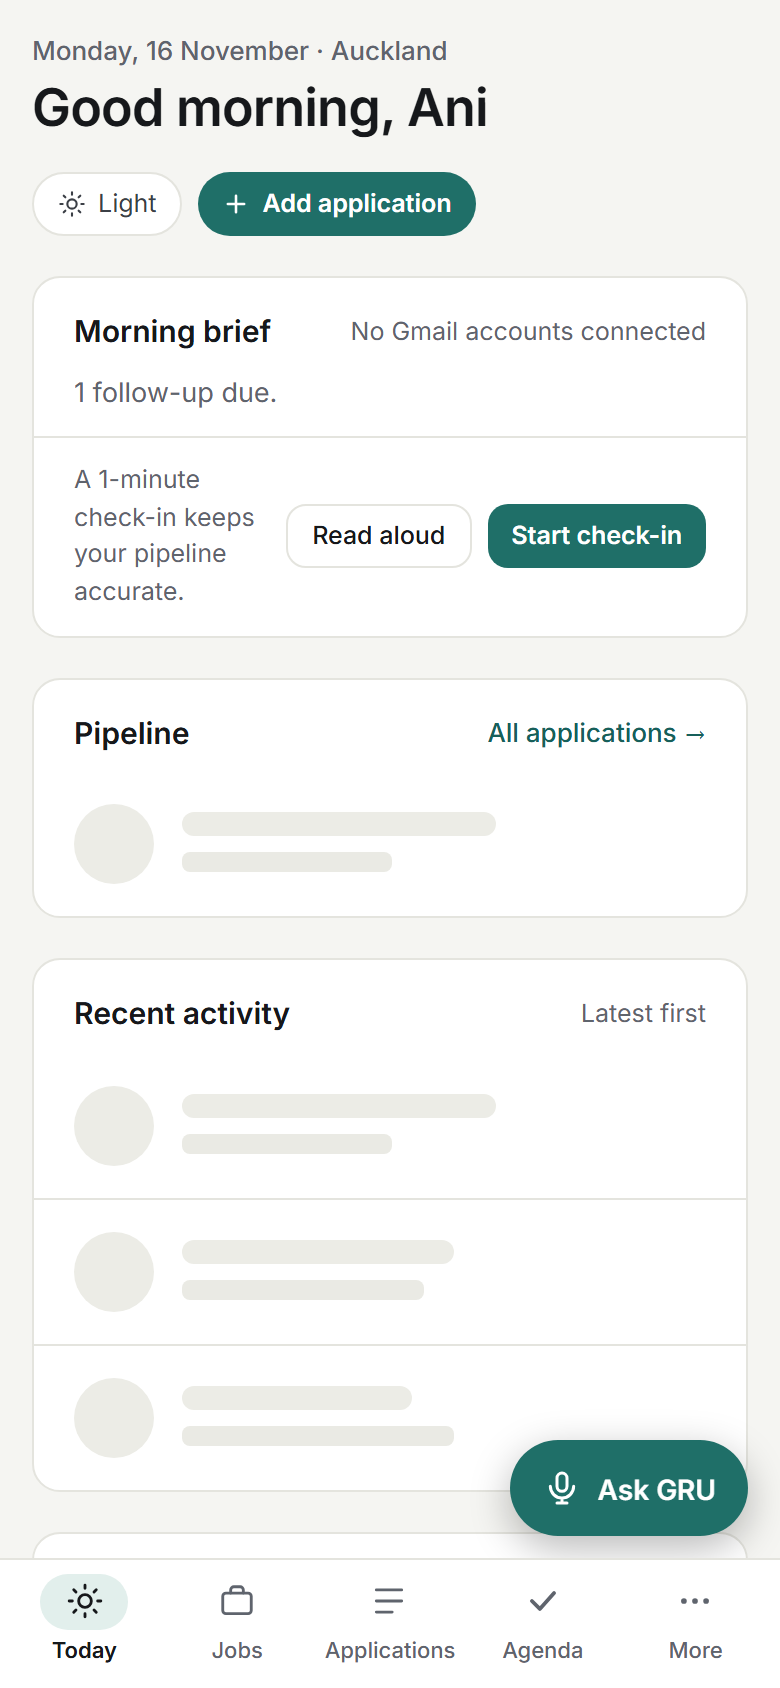 Monday, 16 November · Auckland
Good morning, Ani
Light
+ Add application
Morning brief
No Gmail accounts connected
1 follow-up due.
A 1-minute
check-in keeps
your pipeline
accurate.
Read aloud
Start check-in
Pipeline
All applications →
Recent activity
Latest first
Ask GRU
Today
Jobs
Applications
Agenda
More